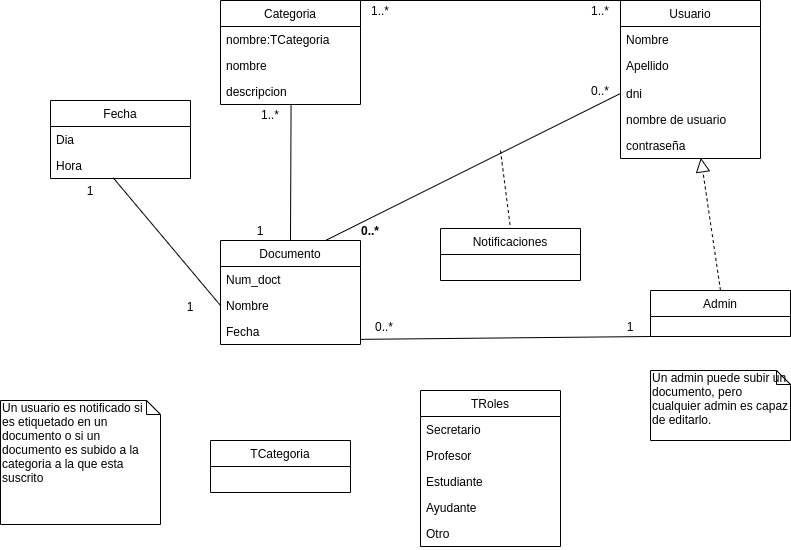 Categoria
nombre:TCategoria
nombre
descripcion
1..*
1..*
Usuario
Nombre
Apellido
dni
nombre de usuario
contraseña
Fecha
Dia
Hora
1
1..*
0..*
1
0..*
Documento
Num_doct
Nombre
Fecha
1
Notificaciones
Admin
0..*
1
Un admin puede subir un
documento, pero
cualquier admin es capaz
de editarlo.
Un usuario es notificado si
es etiquetado en un
documento o si un
documento es subido a la
categoria a la que esta
suscrito
TCategoria
TRoles
Secretario
Profesor
Estudiante
Ayudante
Otro